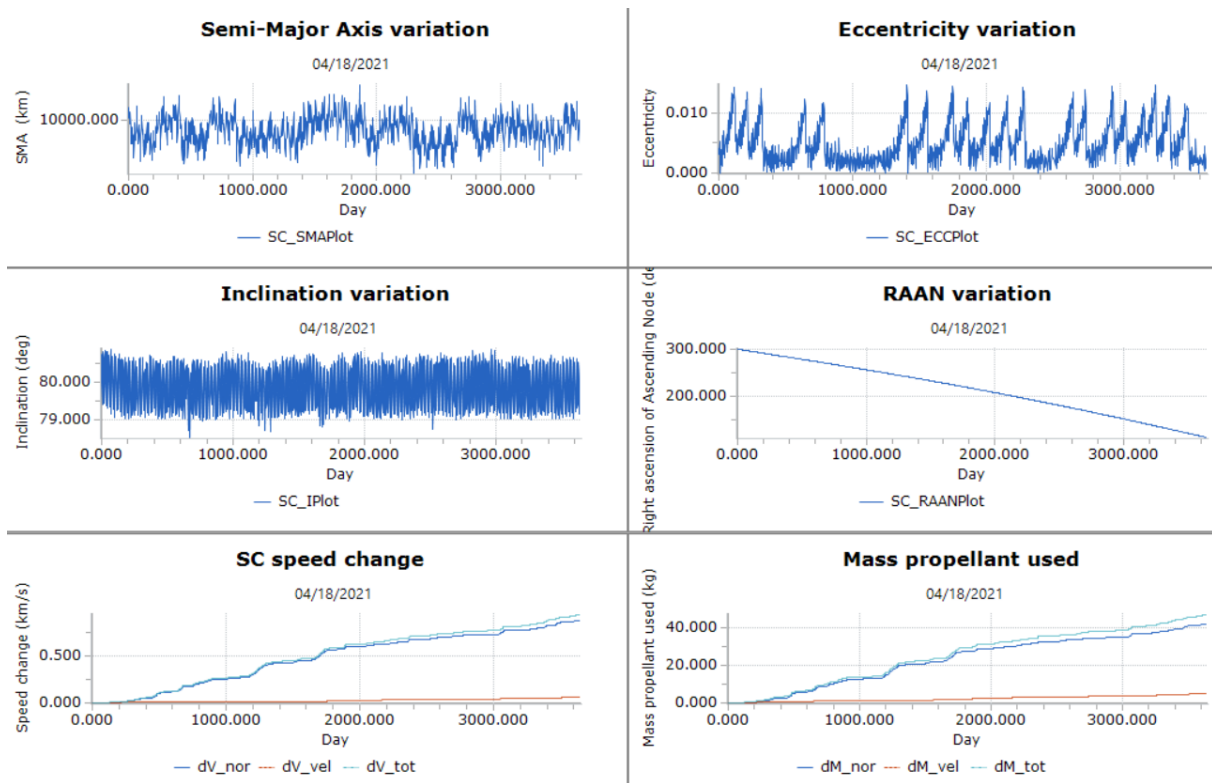 Semi-Major Axis variation
04/18/2021
SMA (km)
10000.000
0.000 1000.000 2000.000 3000.000
Day
SC_SMAPlot
Eccentricity variation
04/18/2021
Eccentricity
0.010
0.000
0.000 1000.000 2000.000 3000.000
Day
SC_ECCPlot
Inclination variation
04/18/2021
Inclination (deg)
80.000
79.000
0.000 1000.000 2000.000 3000.000
Day
SC_IPlot
RAAN variation
04/18/2021
Right ascension of Ascending Node (de
300.000
200.000
0.000 1000.000 2000.000 3000.000
Day
SC_RAANPlot
SC speed change
04/18/2021
Speed change (km/s)
0.500
0.000
0.000 1000.000 2000.000 3000.000
Day
dV_nor dV_vel dV_tot
Mass propellant used
04/18/2021
Mass propellant used (kg)
40.000
20.000
0.000
0.000 1000.000 2000.000 3000.000
Day
dM_nor dM_vel dM_tot